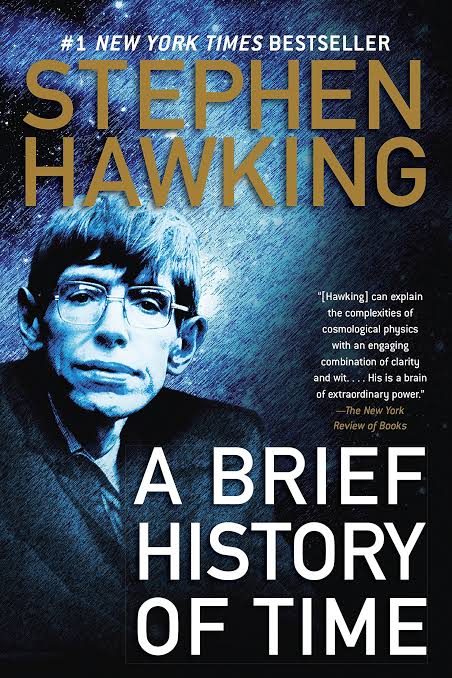 #1 NEW YORK TIMES BESTSELLER
STEPHEN
HAWKING
"[Hawking] can explain
the complexities of
cosmological physics
with an engaging
combination of clarity
and wit. . . . His is a brain
of extraordinary power."
—The New York
Review of Books
A BRIEF
HISTORY
OF TIME